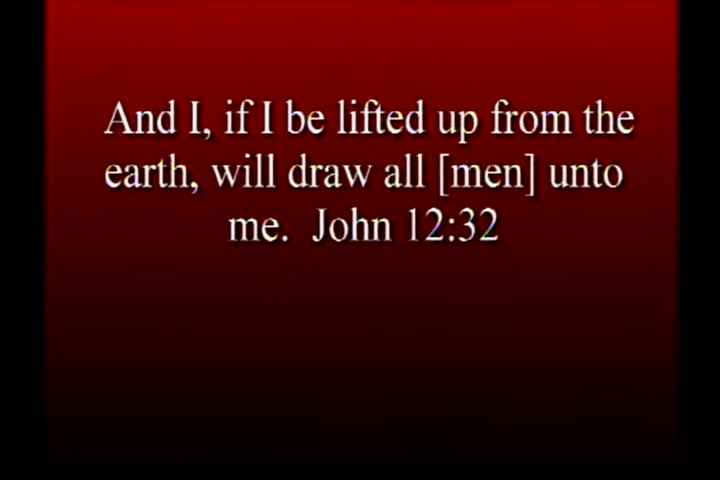 And I, if I be lifted up from the
earth, will draw all [men] unto
me.  John 12:32